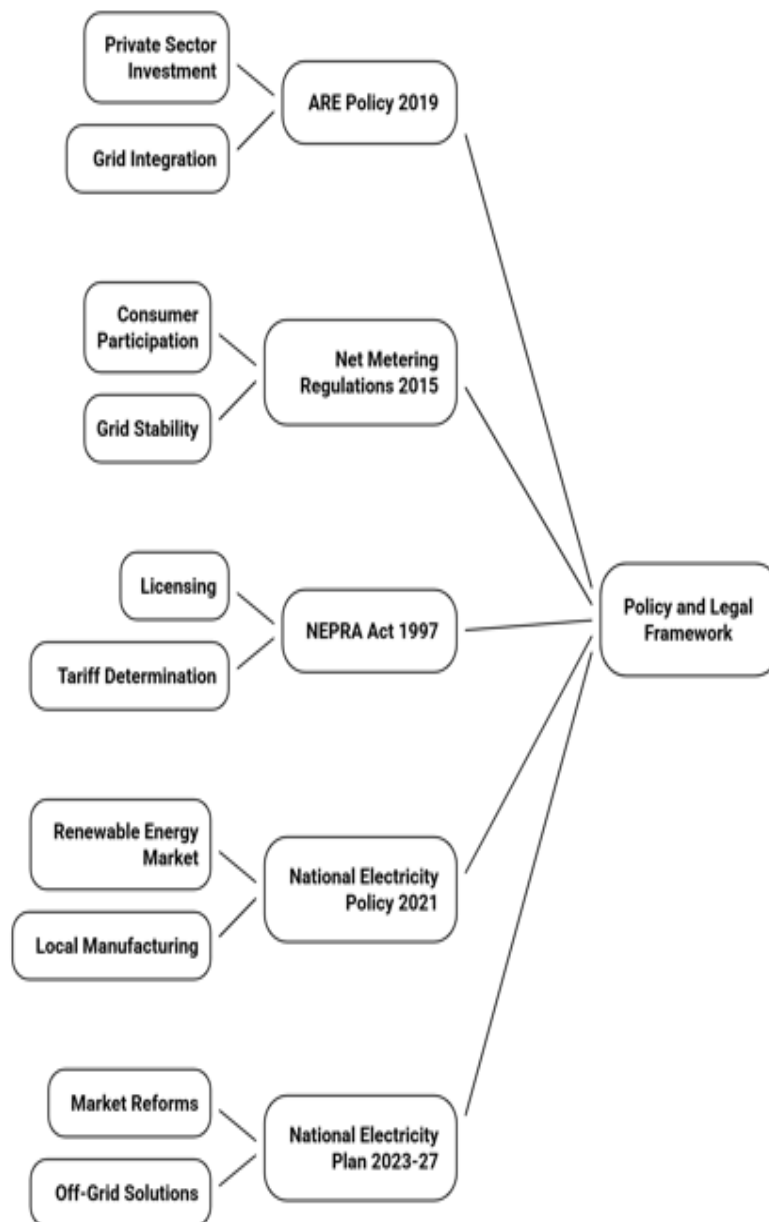 Private Sector
Investment
ARE Policy 2019
Grid Integration
Consumer
Participation
Net Metering
Regulations 2015
Grid Stability
Licensing
NEPRA Act 1997
Tariff Determination
Policy and Legal
Framework
Renewable Energy
Market
National Electricity
Policy 2021
Local Manufacturing
Market Reforms
National Electricity
Plan 2023-27
Off-Grid Solutions